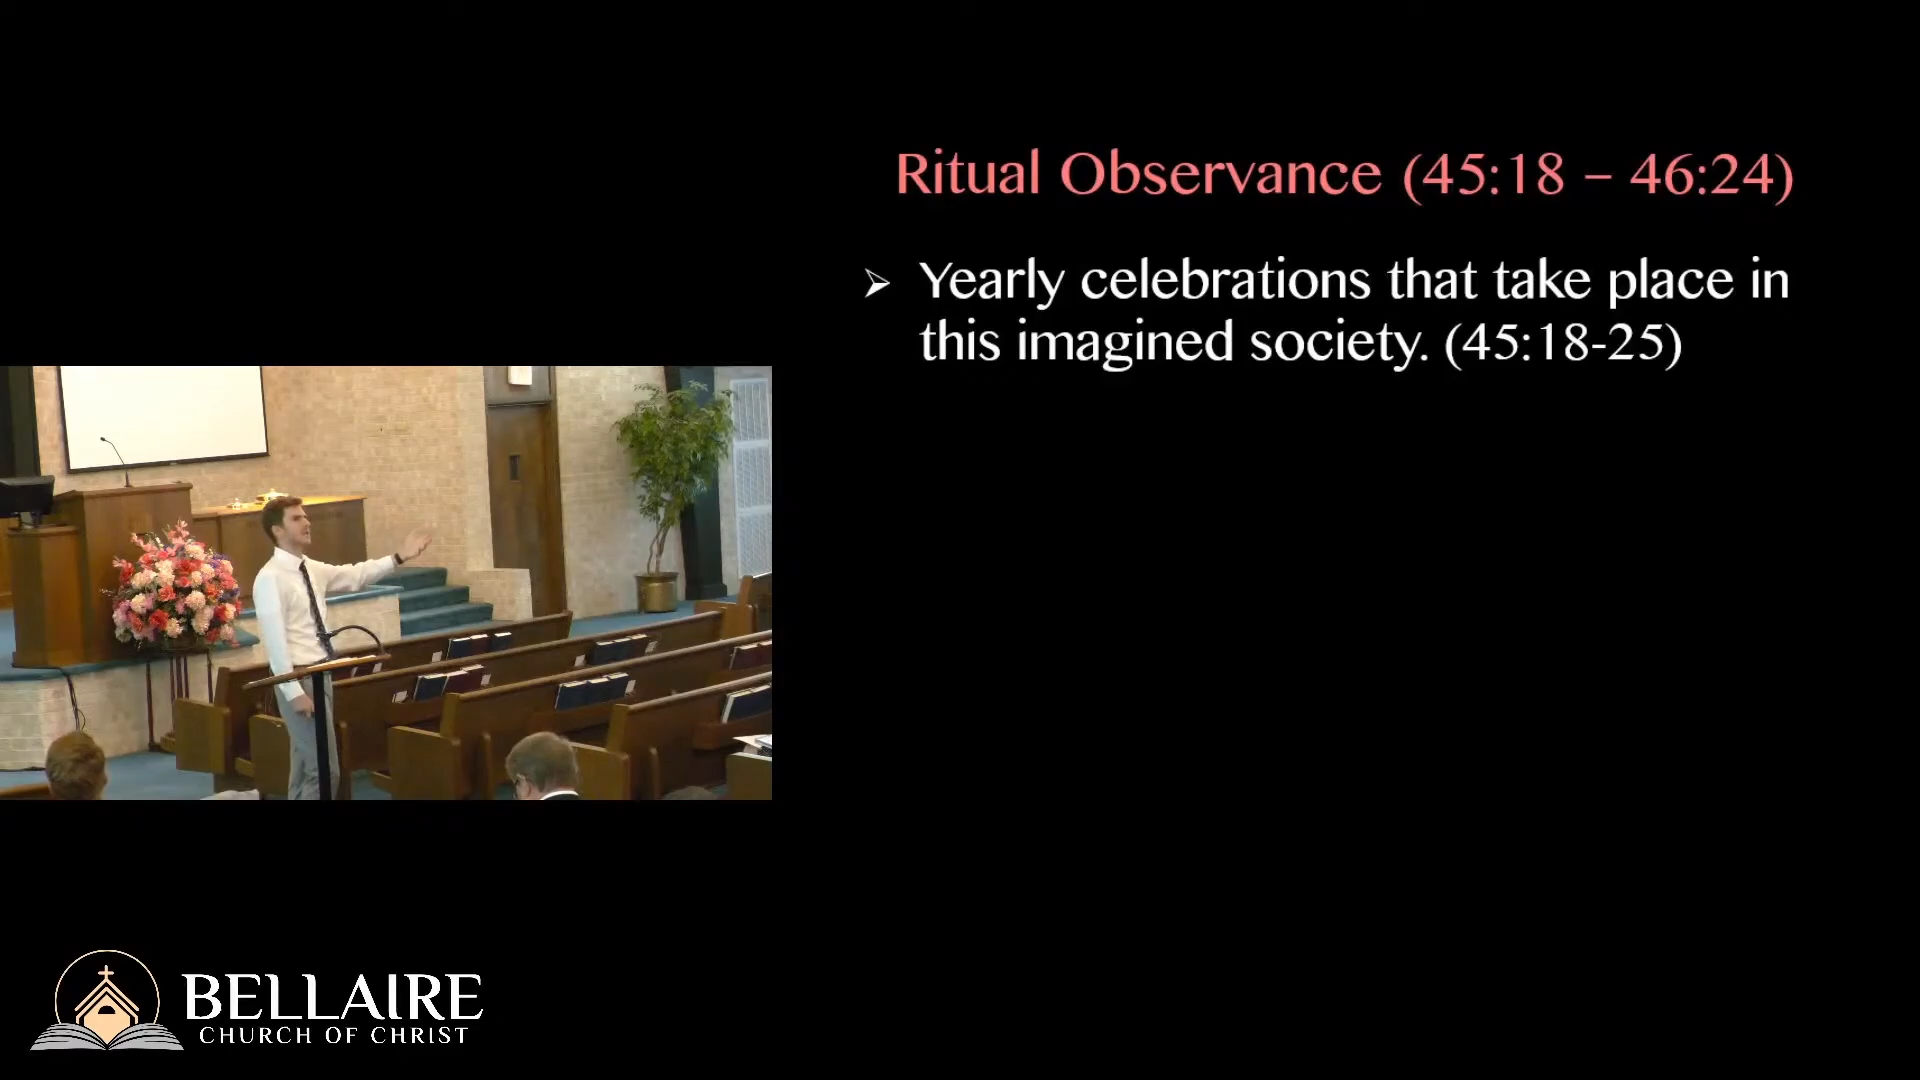 Ritual Observance (45:18 – 46:24)
➢ Yearly celebrations that take place in
this imagined society. (45:18-25)
BELLAIRE
CHURCH OF CHRIST